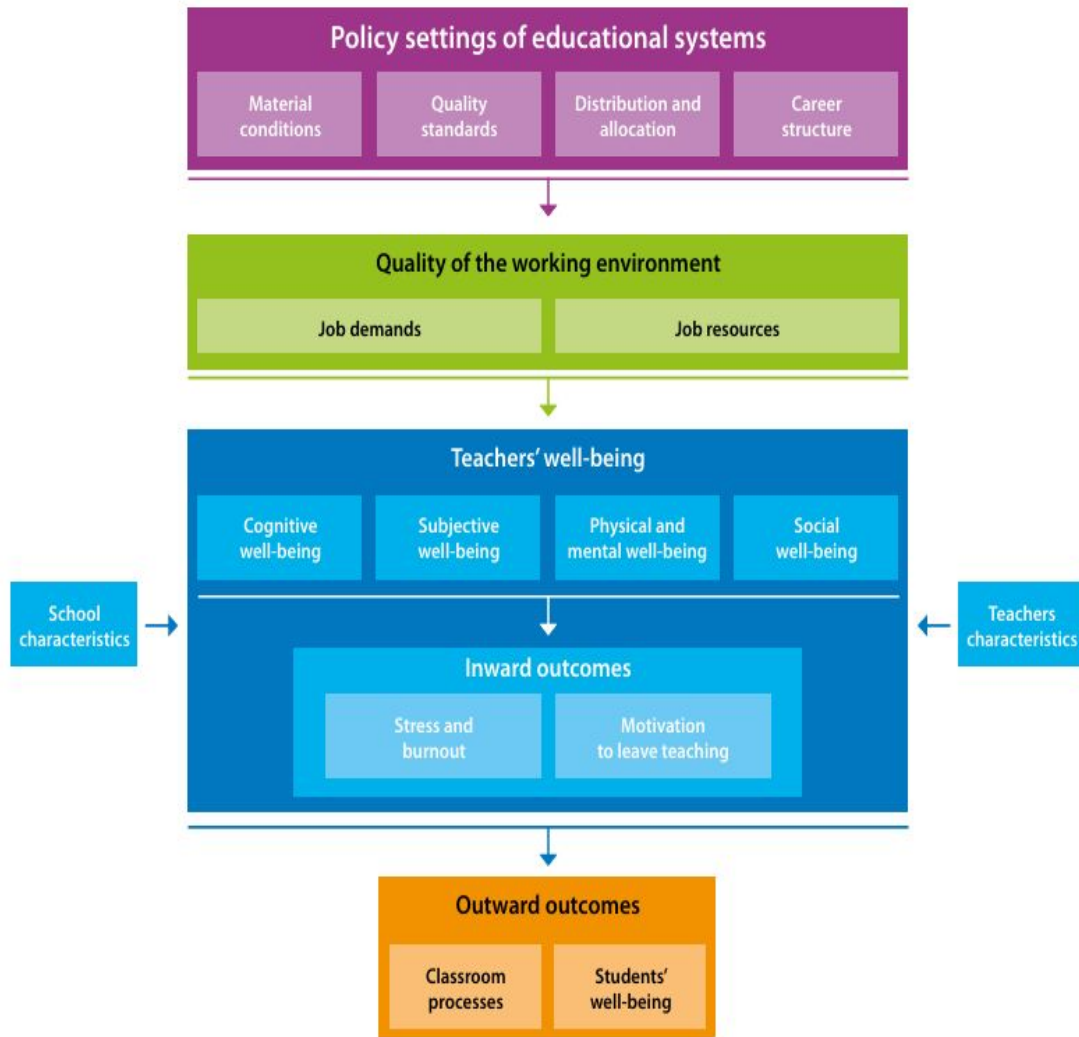 Policy settings of educational systems
Material
conditions
Quality
standards
Distribution and
allocation
Career
structure
Quality of the working environment
Job demands
Job resources
Teachers’ well-being
Cognitive
well-being
Subjective
well-being
Physical and
mental well-being
Social
well-being
School
characteristics
Teachers
characteristics
Inward outcomes
Stress and
burnout
Motivation
to leave teaching
Outward outcomes
Classroom
processes
Students’
well-being